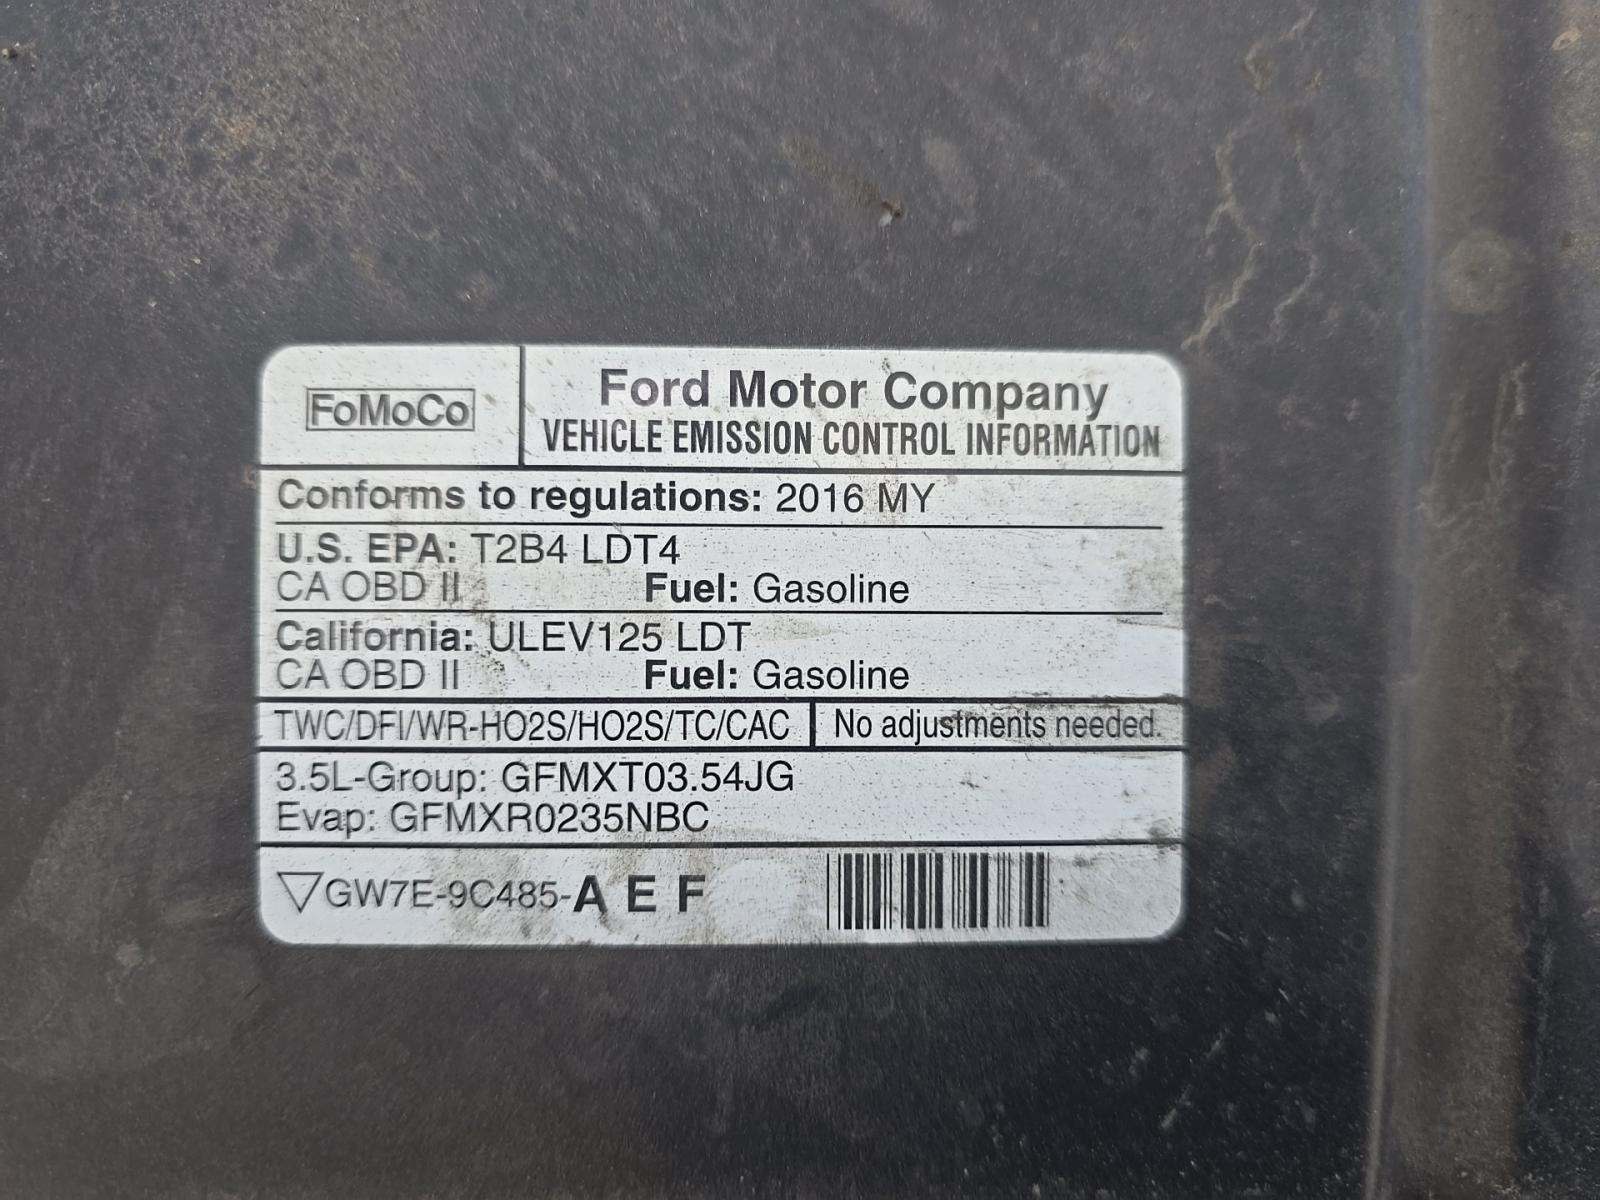 FoMoCo
Ford Motor Company
VEHICLE EMISSION CONTROL INFORMATION
Conforms to regulations: 2016 MY
U.S. EPA: T2B4 LDT4
CA OBD II Fuel: Gasoline
California: ULEV125 LDT
CA OBD II Fuel: Gasoline
TWC/DFI/WR-HO2S/HO2S/TC/CAC No adjustments needed.
3.5L-Group: GFMXT03.54JG
Evap: GFMXR0235NBC
▽GW7E-9C485-A E F